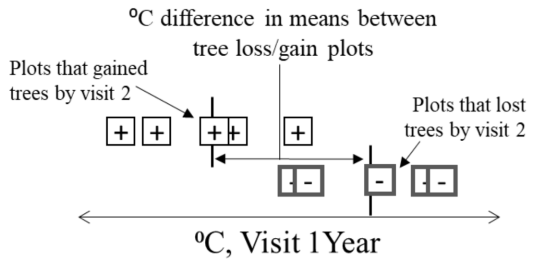 ºC difference in means between
tree loss/gain plots
Plots that gained
trees by visit 2
Plots that lost
trees by visit 2
+ + + + +
- - - - -
ºC, Visit 1Year